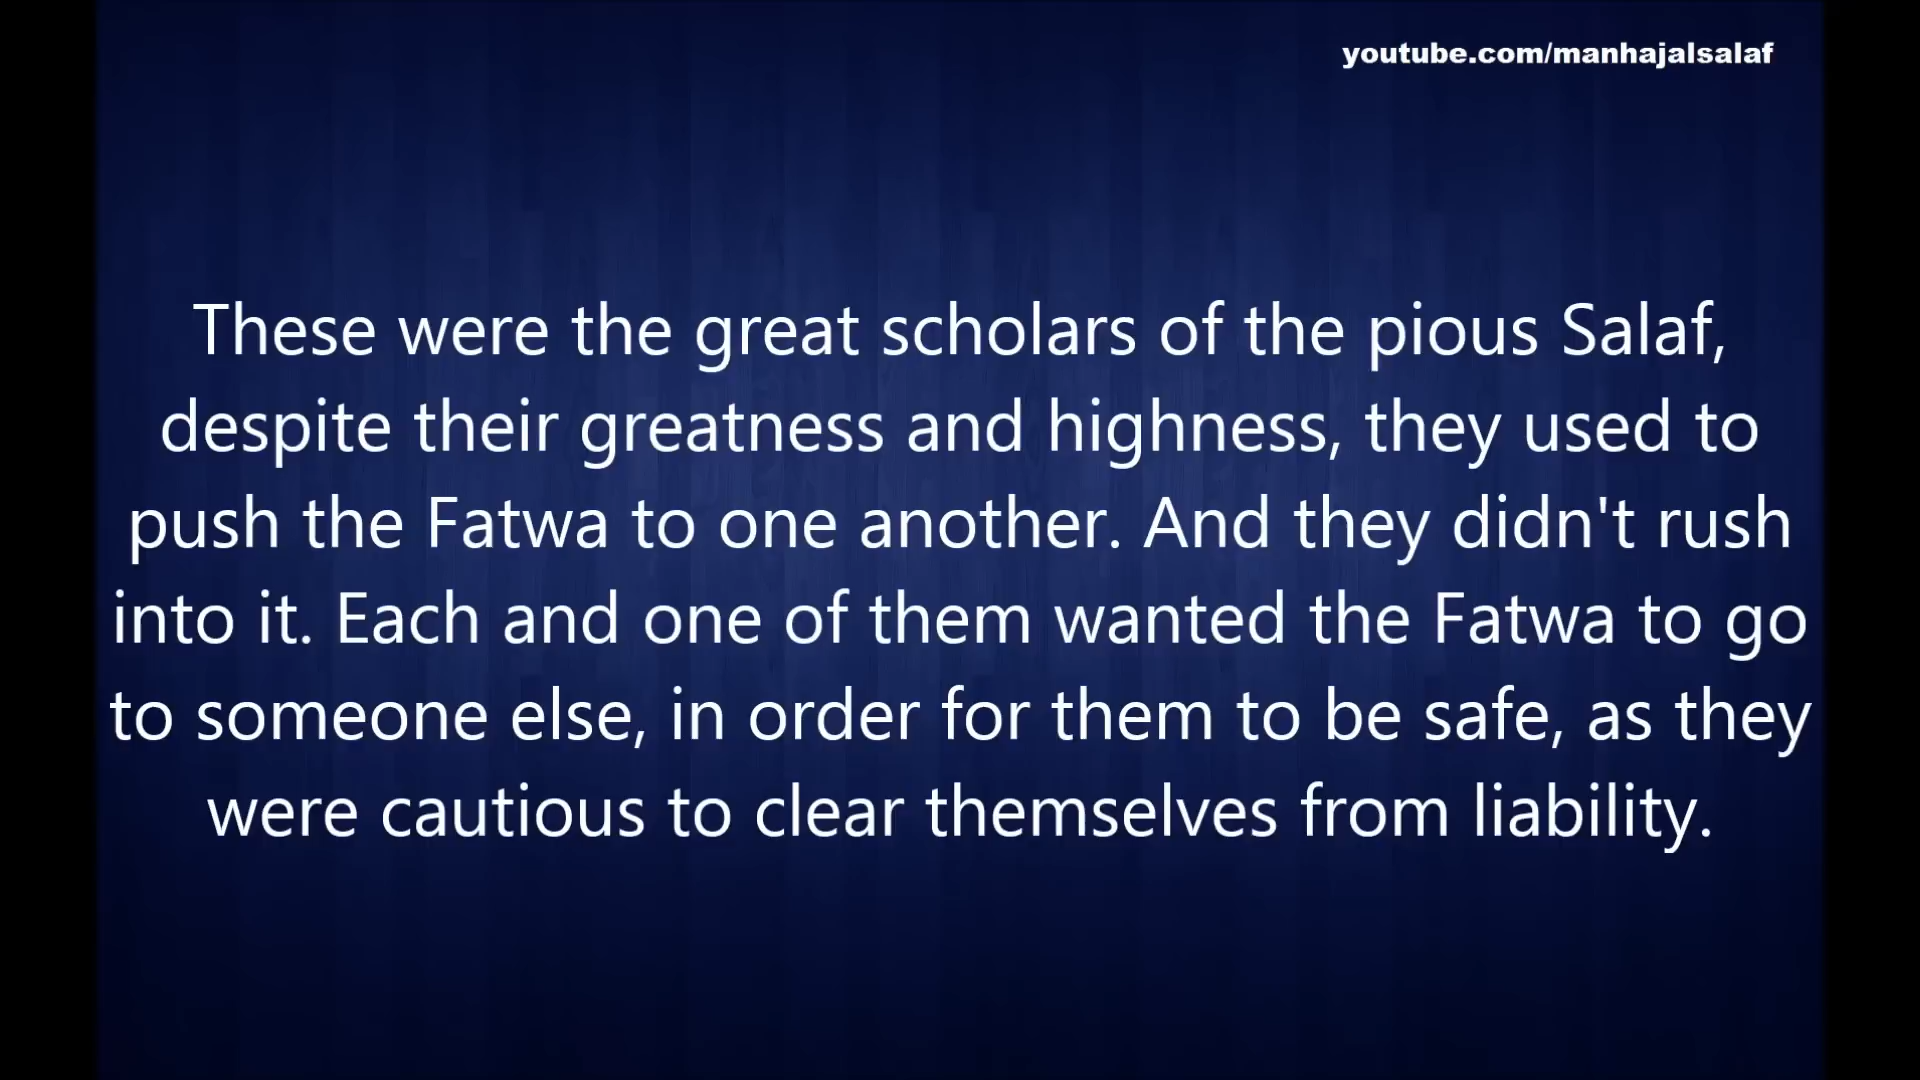 youtube.com/manhajalsalaf
These were the great scholars of the pious Salaf,
despite their greatness and highness, they used to
push the Fatwa to one another. And they didn't rush
into it. Each and one of them wanted the Fatwa to go
to someone else, in order for them to be safe, as they
were cautious to clear themselves from liability.